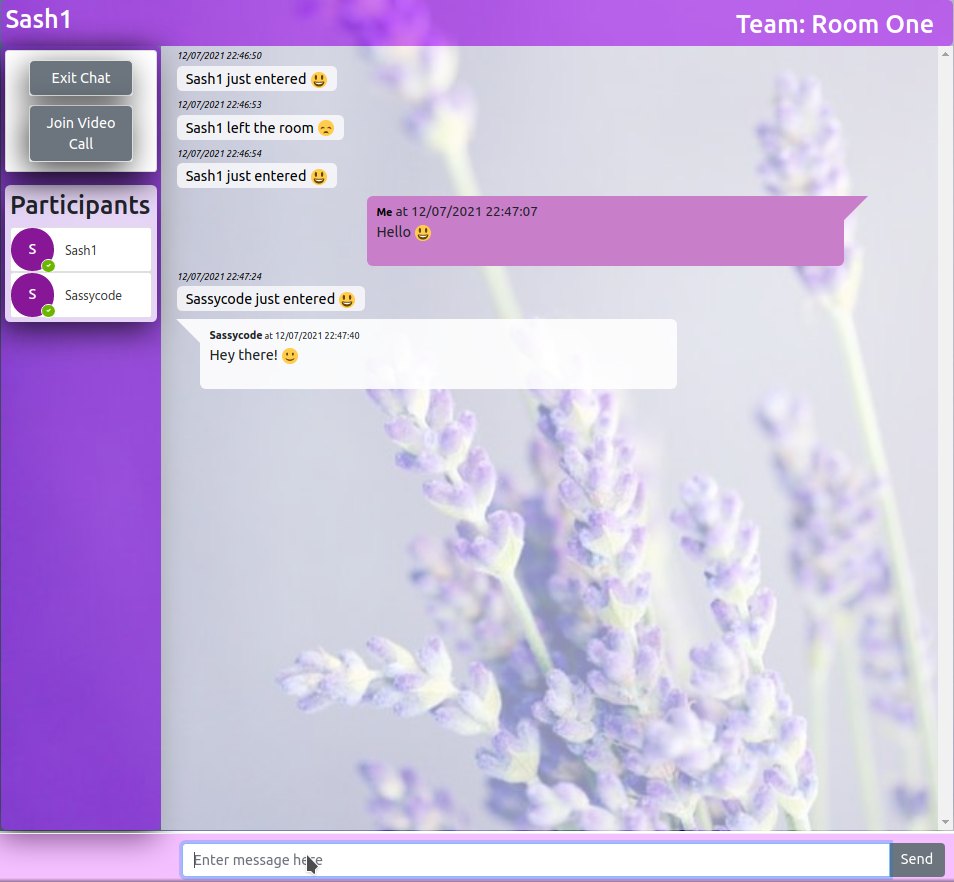 Sash1
Team: Room One
Exit Chat
Join Video
Call
Participants
S Sash1
S Sassycode
12/07/2021 22:46:50
Sash1 just entered 😃
12/07/2021 22:46:53
Sash1 left the room 😞
12/07/2021 22:46:54
Sash1 just entered 😃
Me at 12/07/2021 22:47:07
Hello 😃
12/07/2021 22:47:24
Sassycode just entered 😃
Sassycode at 12/07/2021 22:47:40
Hey there! 🙂
Enter message here
Send